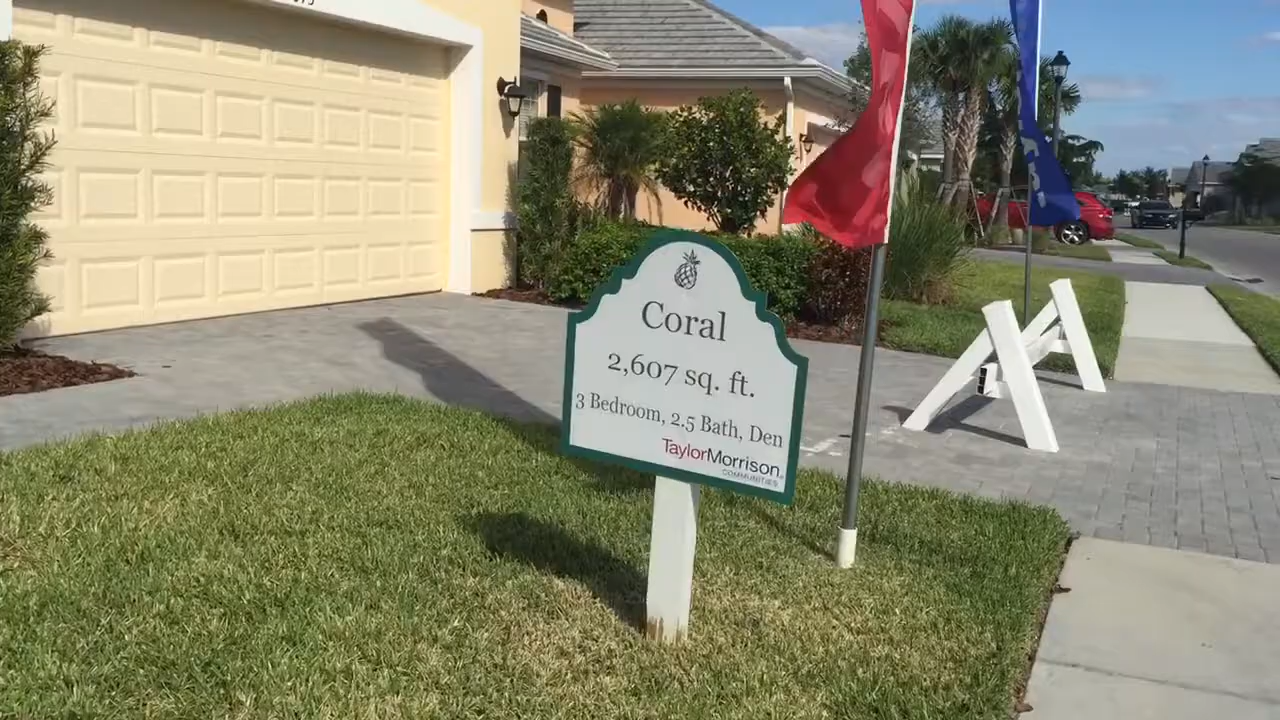 Coral
2,607 sq. ft.
3 Bedroom, 2.5 Bath, Den
TaylorMorrison
COMMUNITIES